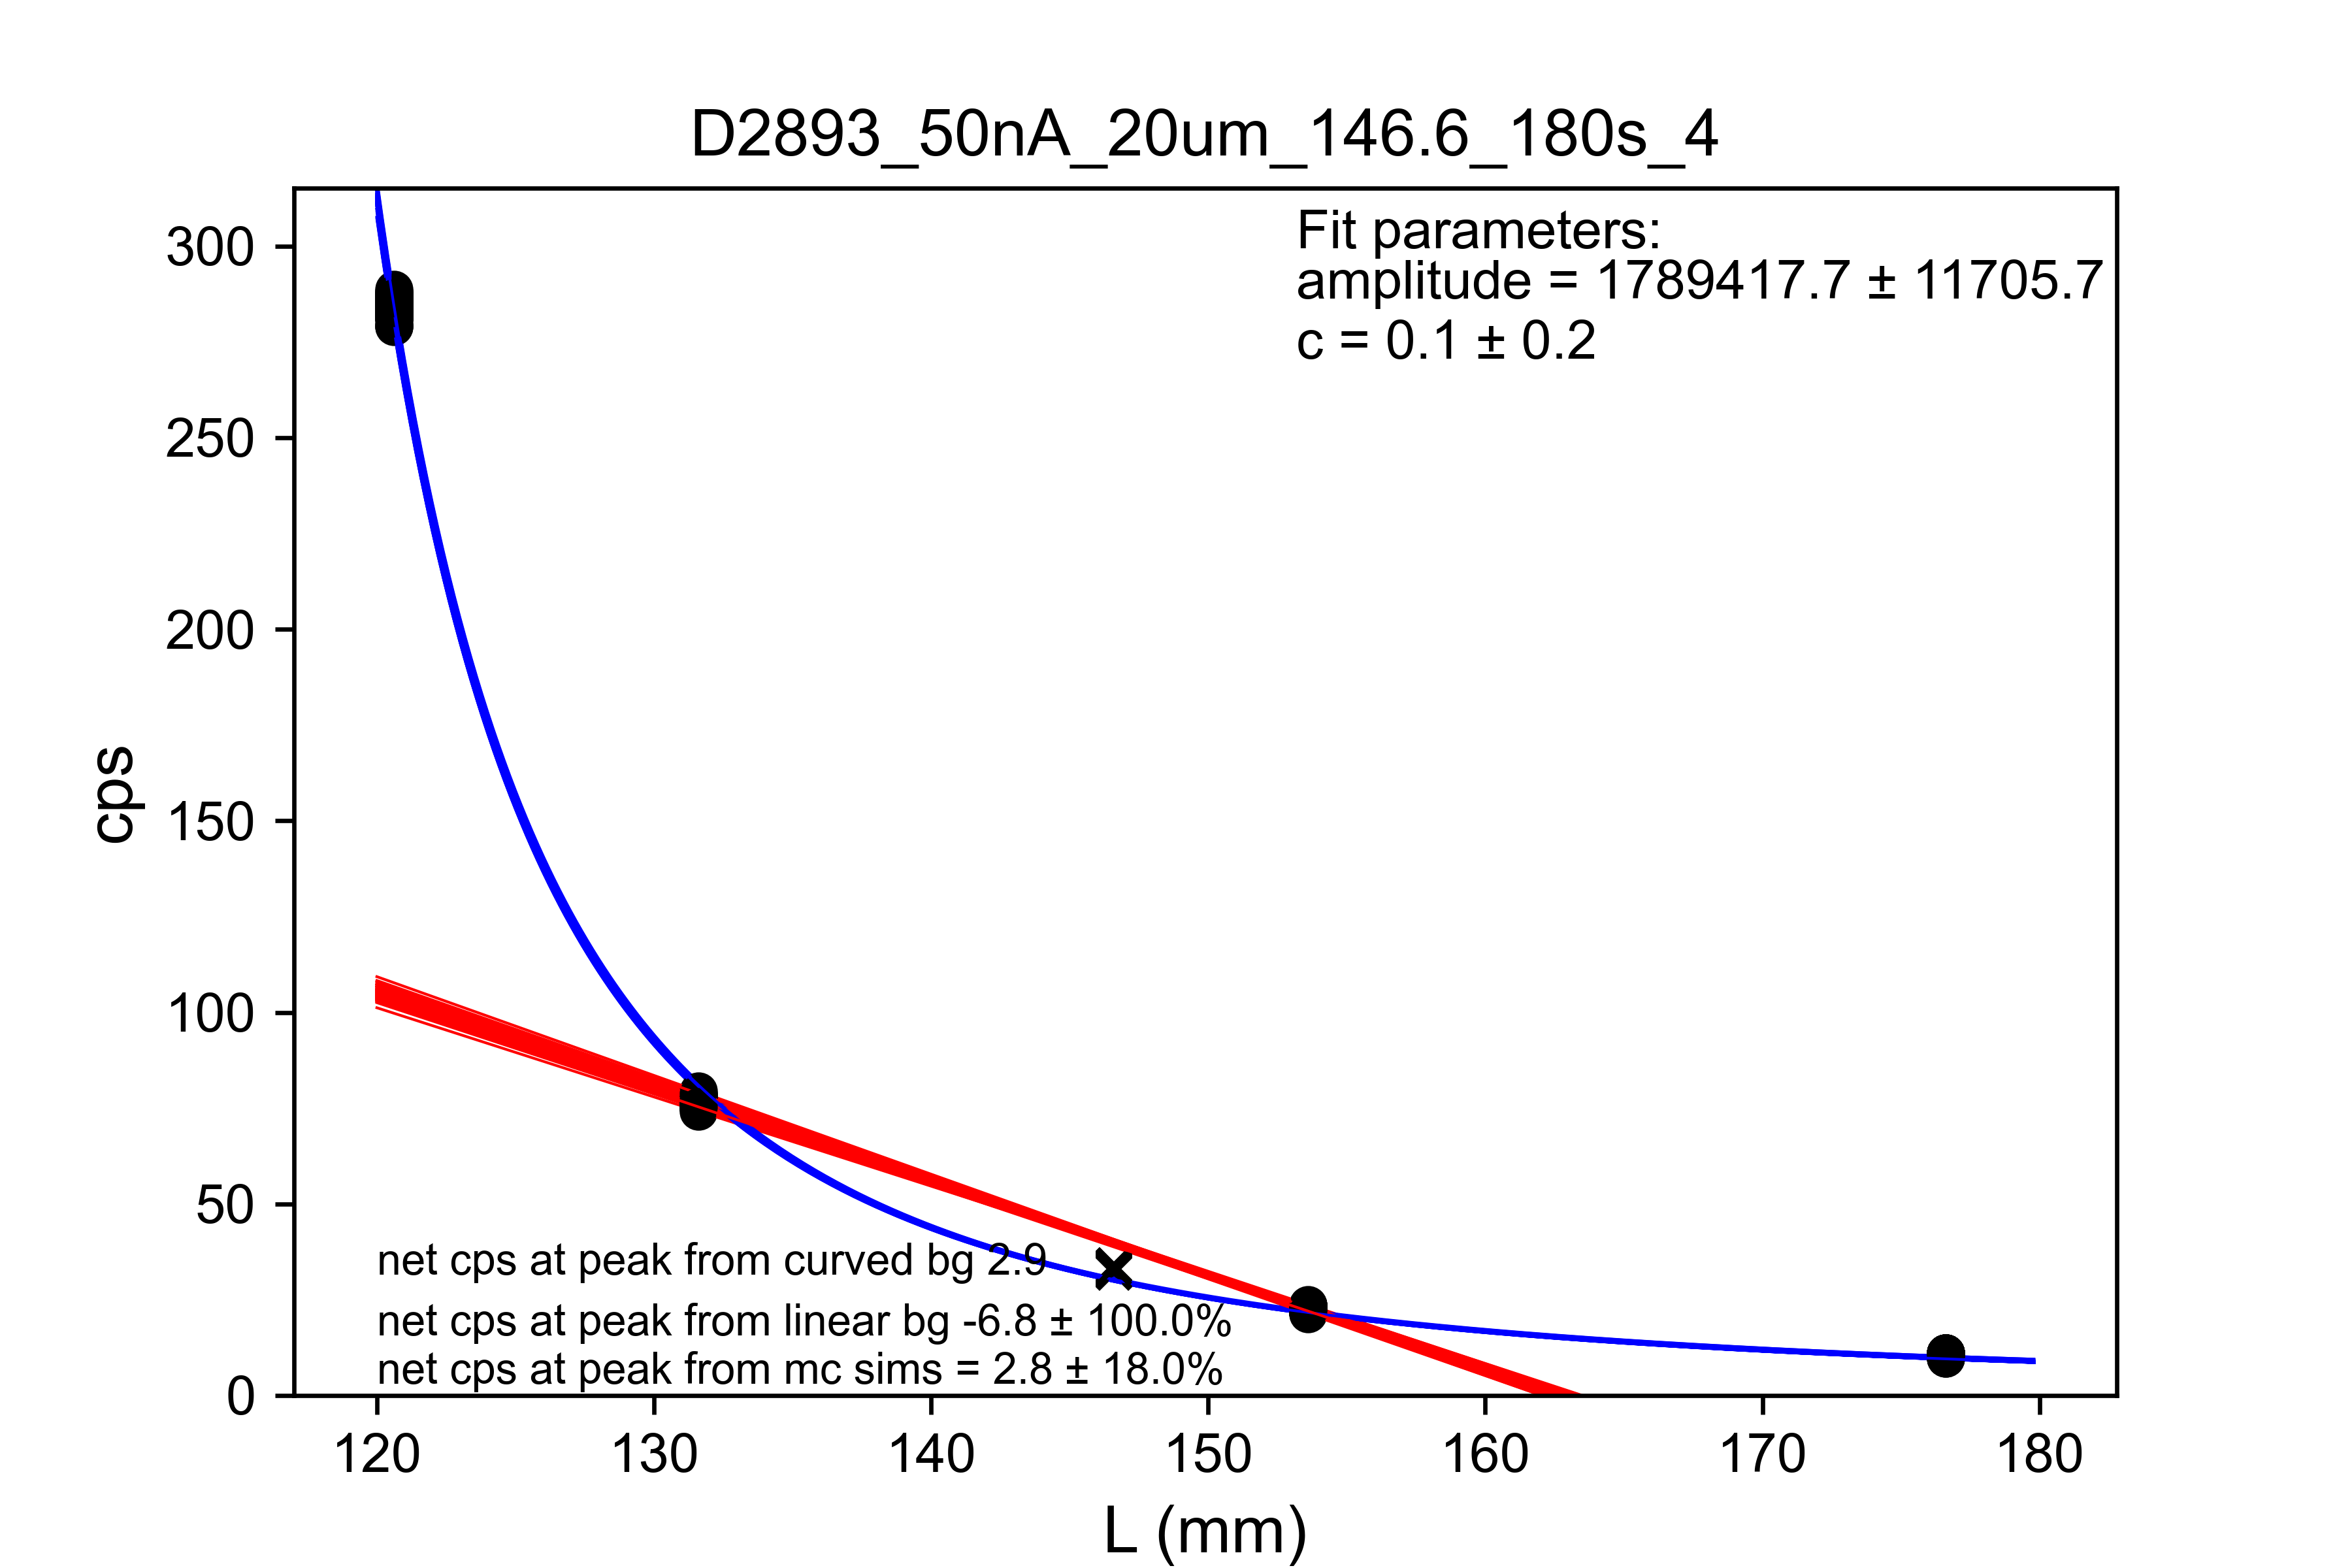 D2893_50nA_20um_146.6_180s_4
Fit parameters:
amplitude = 1789417.7 ± 11705.7
c = 0.1 ± 0.2
300
250
200
150
100
50
0
cps
net cps at peak from curved bg 2.9
net cps at peak from linear bg -6.8 ± 100.0%
net cps at peak from mc sims = 2.8 ± 18.0%
120 130 140 150 160 170 180
L (mm)